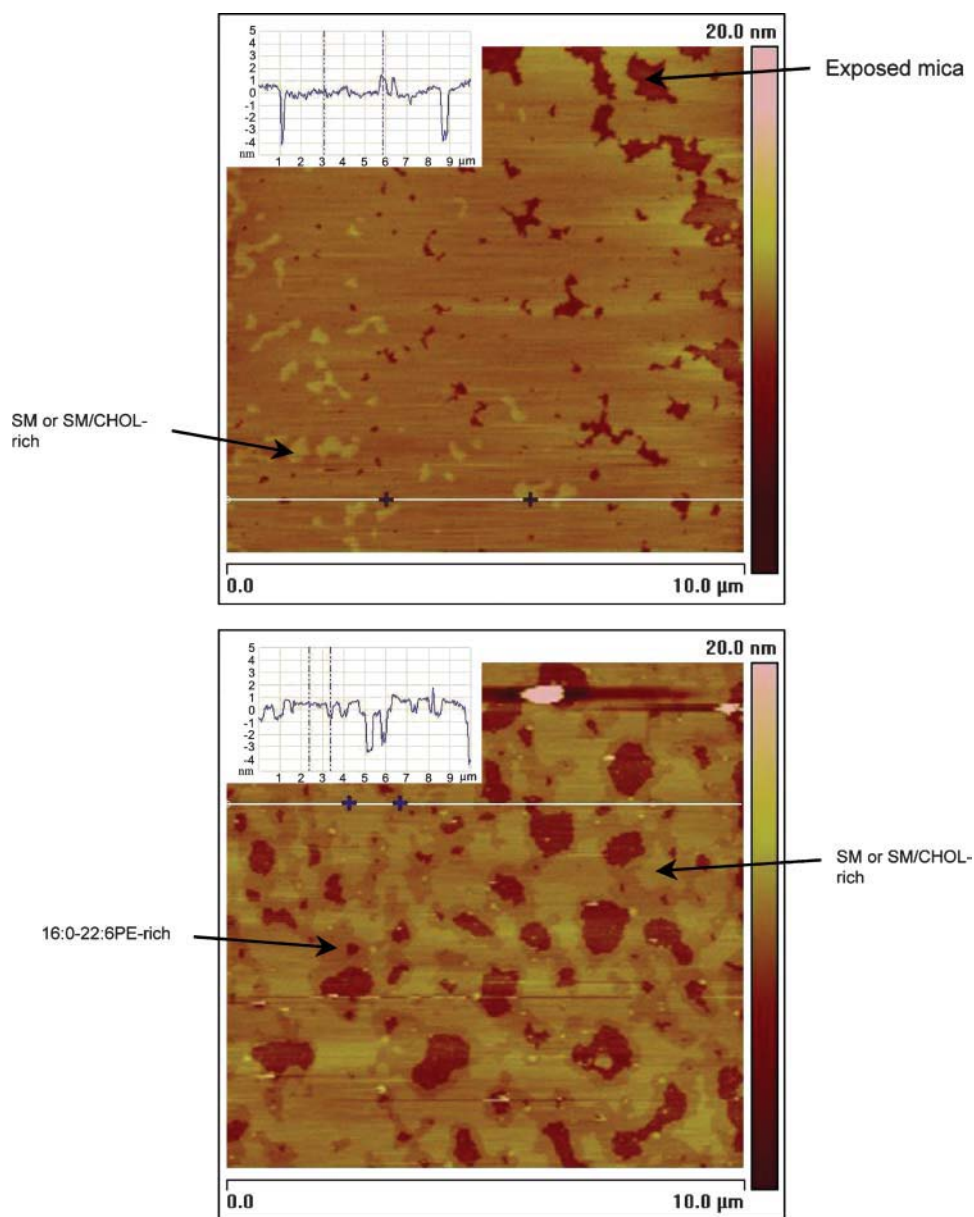 20.0 nm
5
4
3
2
1
0
-1
-2
-3
-4
nm
1 2 3 4 5 6 7 8 9 µm
Exposed mica
SM or SM/CHOL-
rich
0.0 10.0 µm
20.0 nm
5
4
3
2
1
0
-1
-2
-3
-4
nm
1 2 3 4 5 6 7 8 9 µm
SM or SM/CHOL-
rich
16:0-22:6PE-rich
0.0 10.0 µm